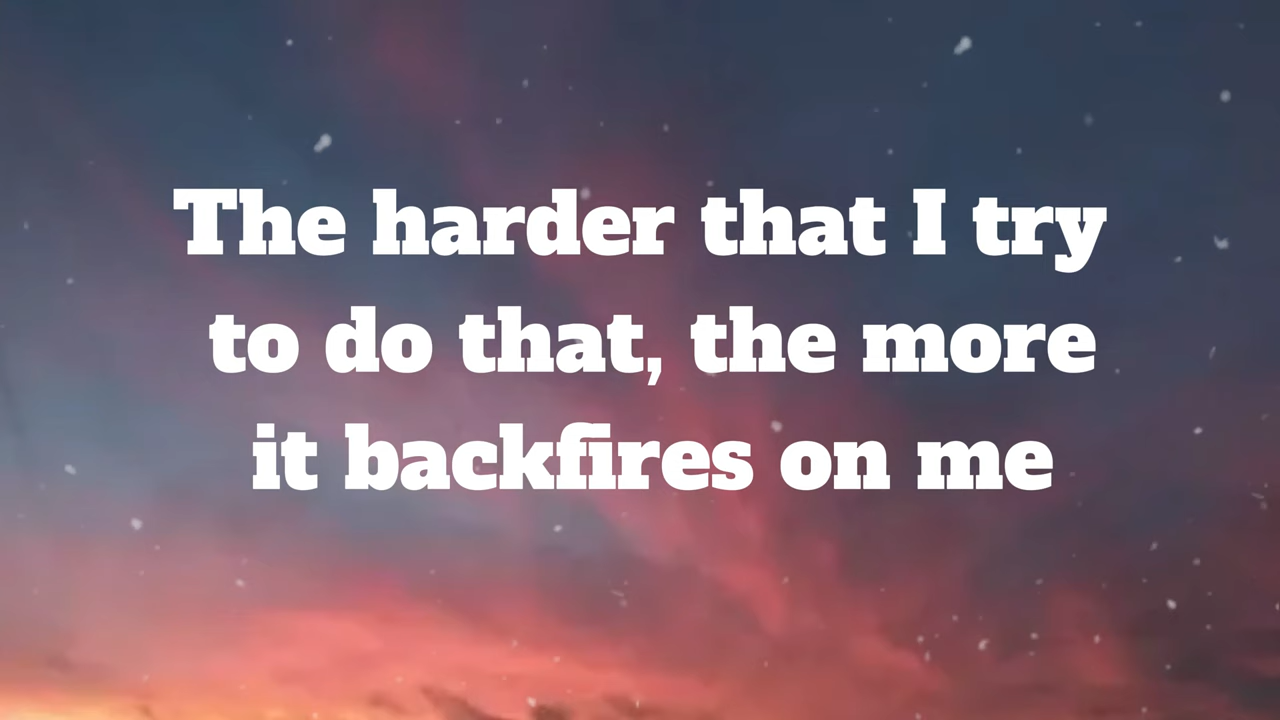 The harder that I try
to do that, the more
it backfires on me